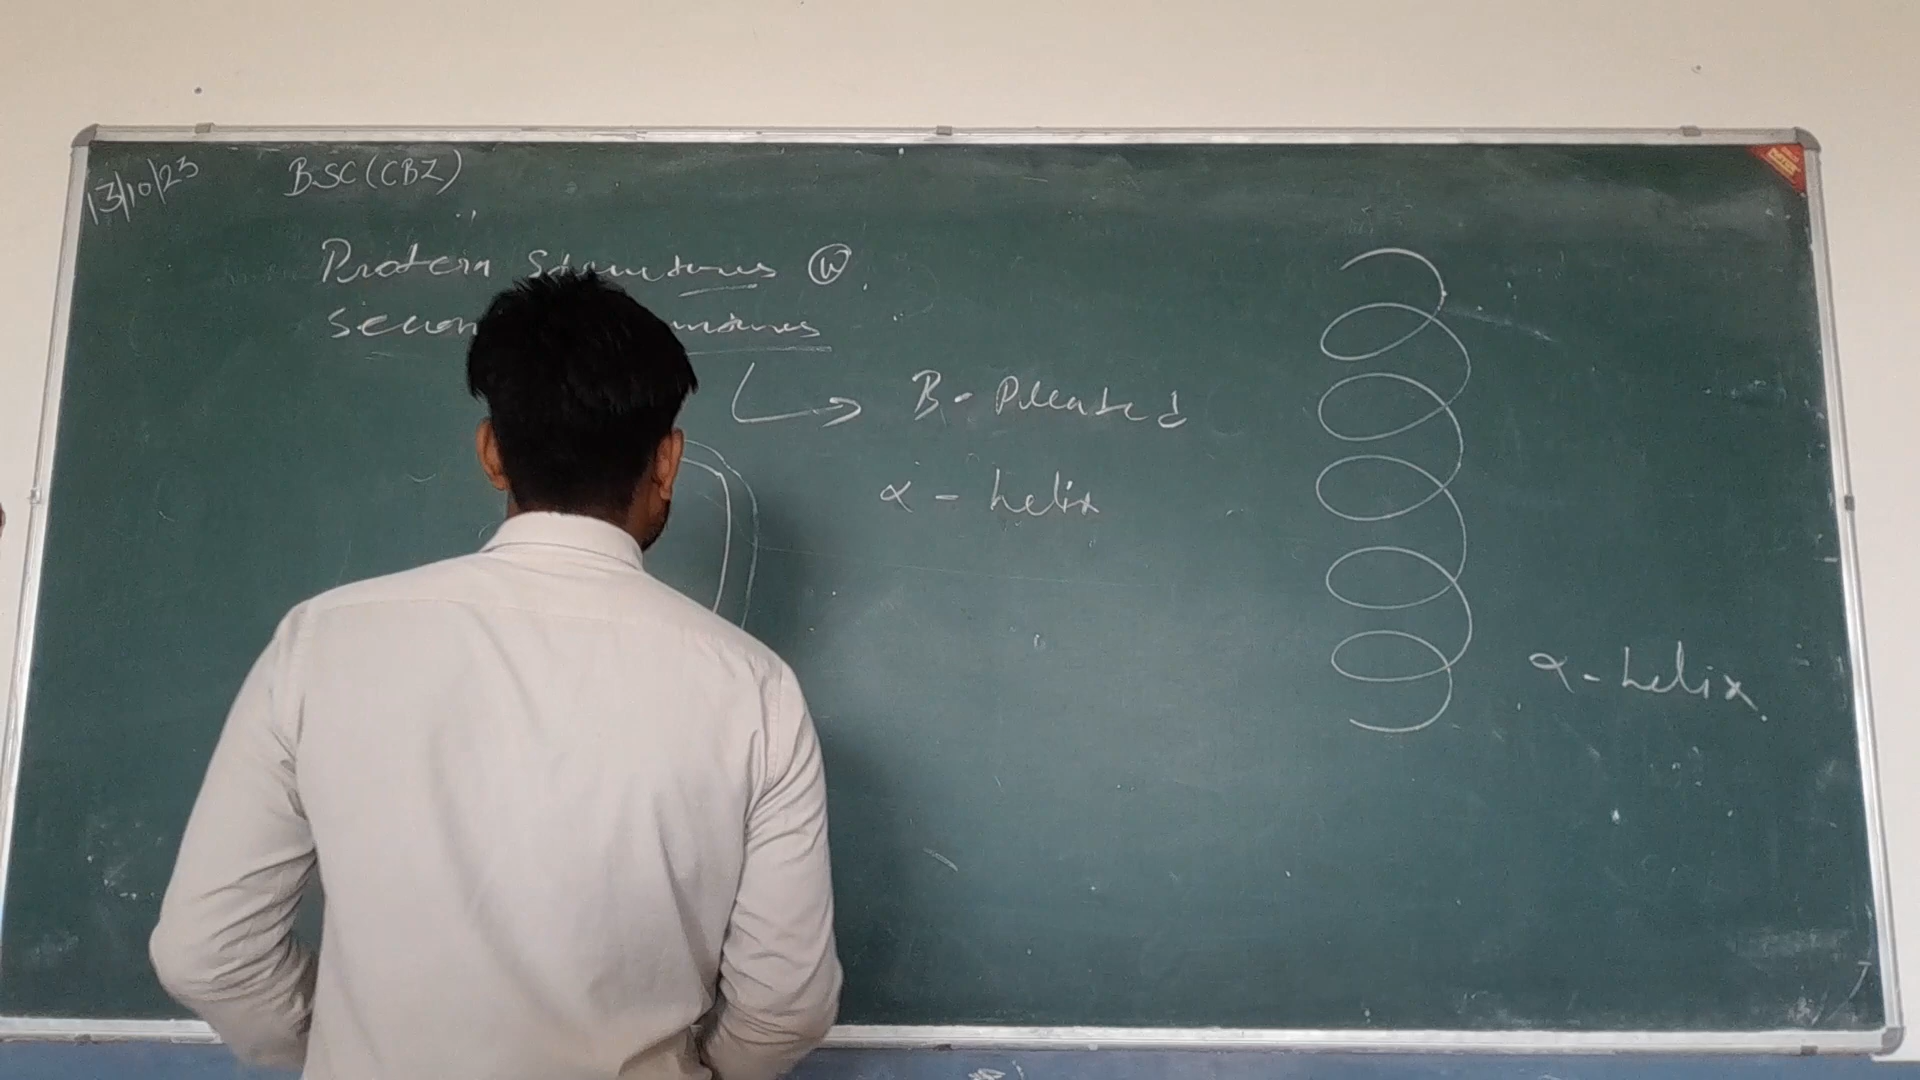 13/10/23
BSC (CBZ)
Protein Structures
B - Pleated
α - helix
α - helix